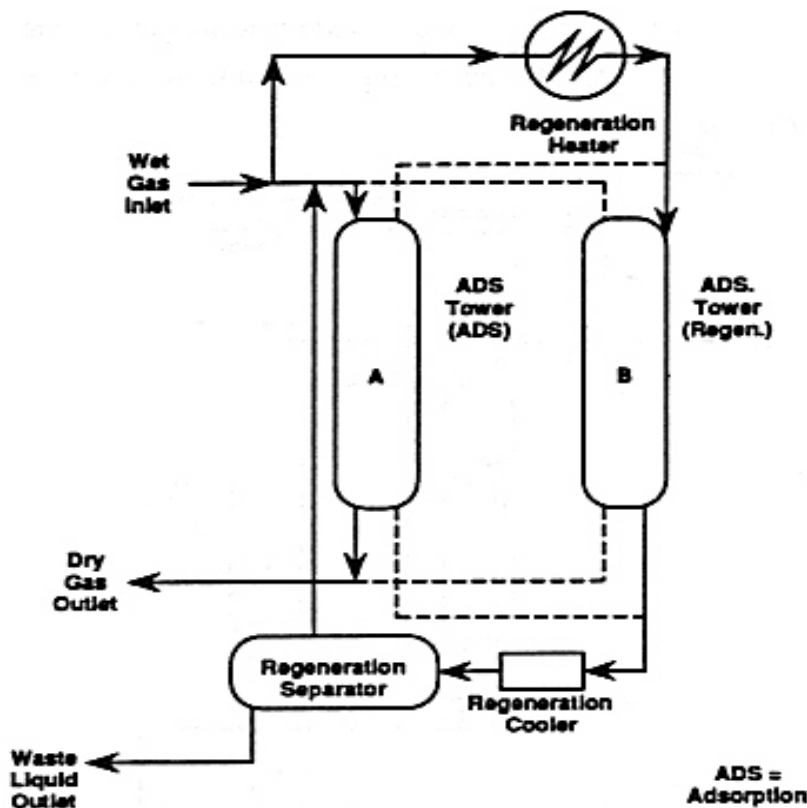 Regeneration
Heater
Wet
Gas
Inlet
ADS
Tower
(ADS)
ADS.
Tower
(Regen.)
A
B
Dry
Gas
Outlet
Regeneration
Separator
Regeneration
Cooler
Waste
Liquid
Outlet
ADS =
Adsorption